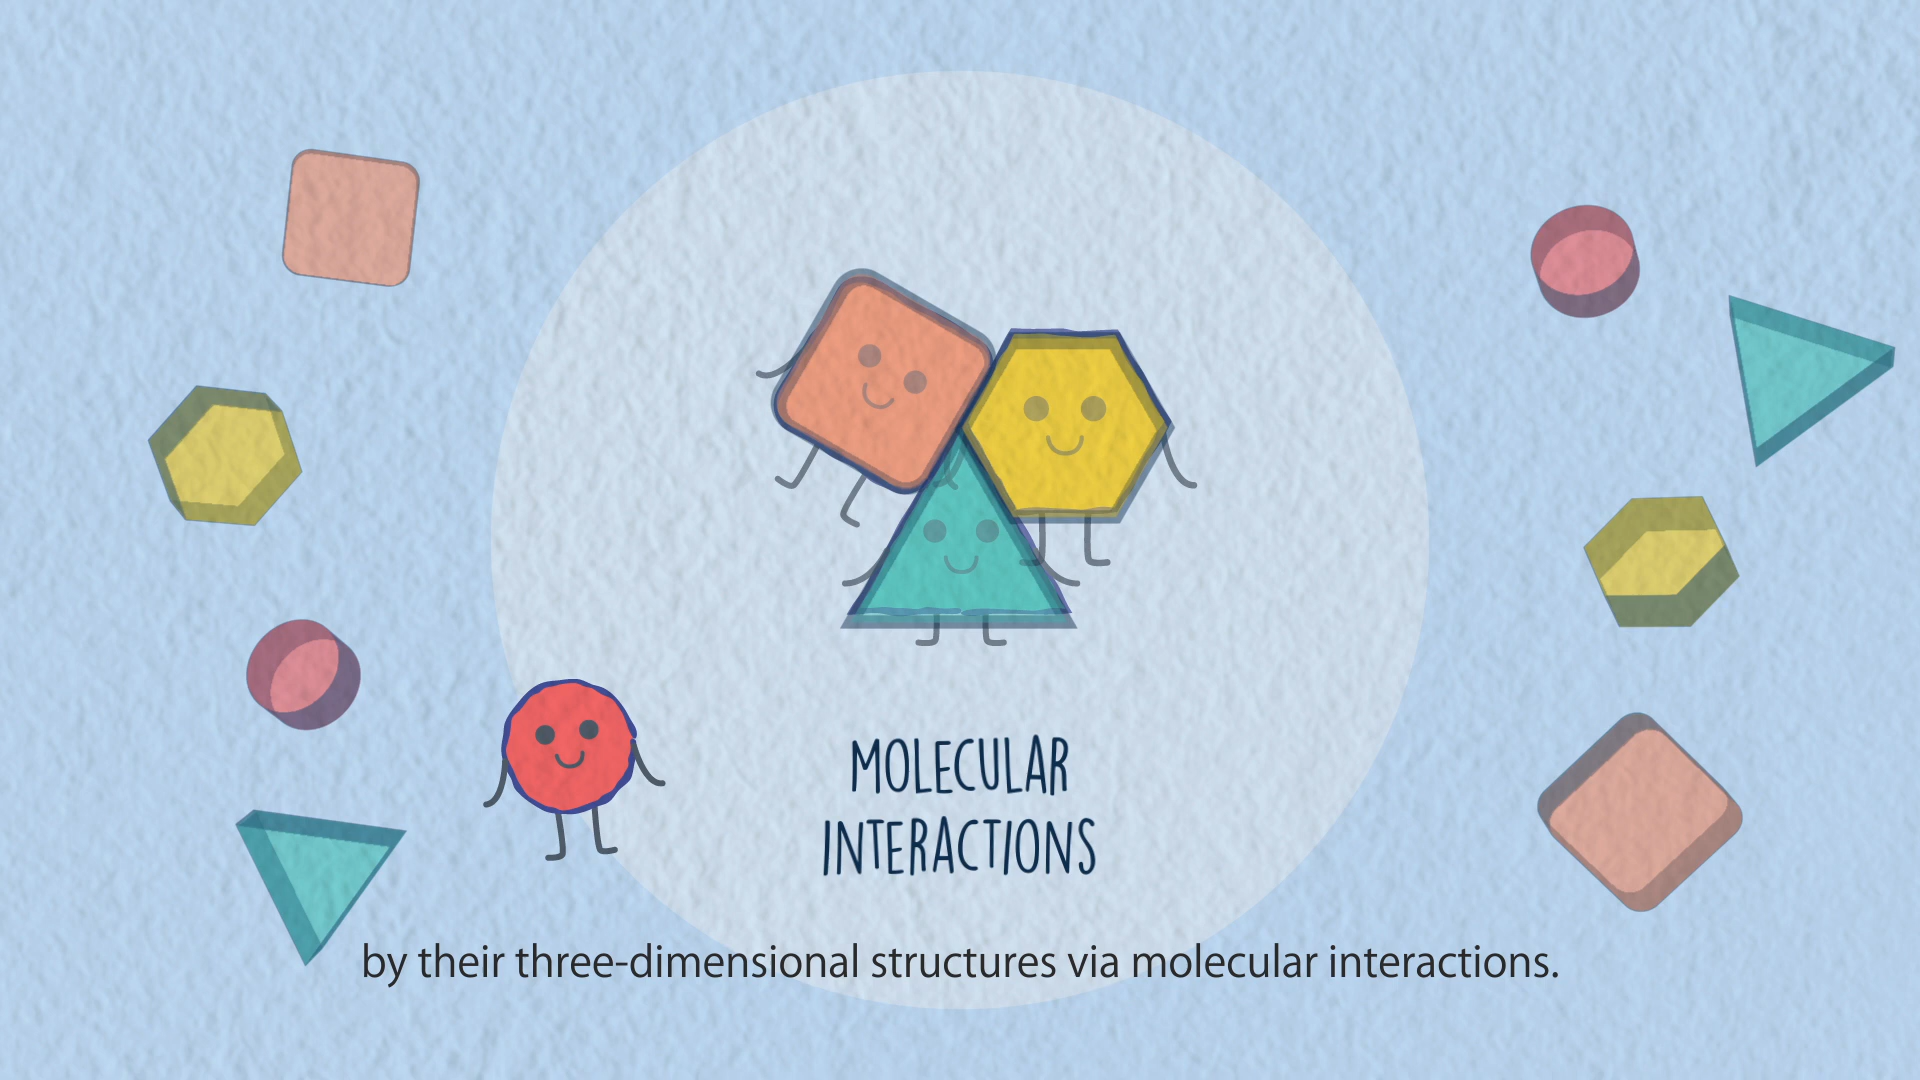 MOLECULAR
INTERACTIONS
by their three-dimensional structures via molecular interactions.